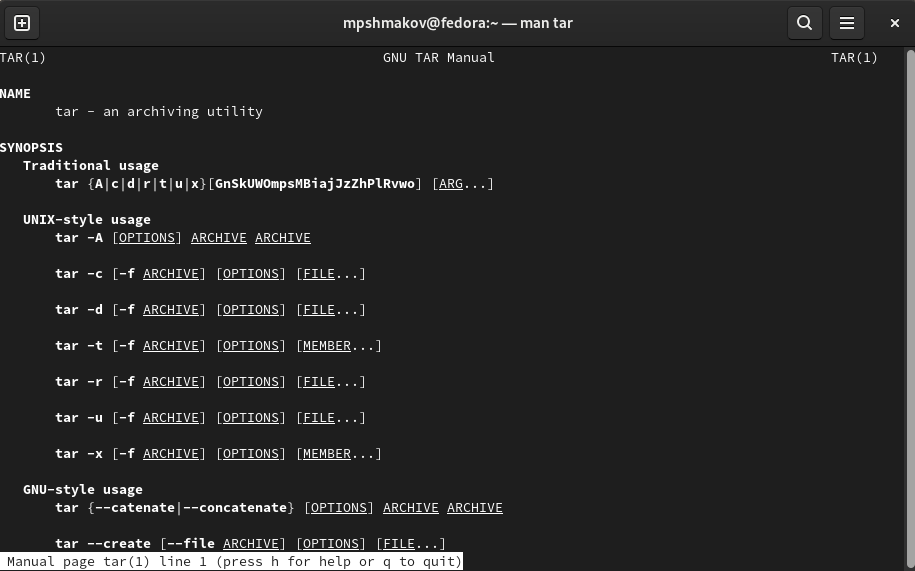 mpshmakov@fedora:~ — man tar
TAR(1) GNU TAR Manual TAR(1)
NAME
tar – an archiving utility
SYNOPSIS
Traditional usage
tar {A|c|d|r|t|u|x}[GnSkUWOmpsMBiajJzZhPlRvwo] [ARG...]
UNIX-style usage
tar -A [OPTIONS] ARCHIVE ARCHIVE
tar -c [-f ARCHIVE] [OPTIONS] [FILE...]
tar -d [-f ARCHIVE] [OPTIONS] [FILE...]
tar -t [-f ARCHIVE] [OPTIONS] [MEMBER...]
tar -r [-f ARCHIVE] [OPTIONS] [FILE...]
tar -u [-f ARCHIVE] [OPTIONS] [FILE...]
tar -x [-f ARCHIVE] [OPTIONS] [MEMBER...]
GNU-style usage
tar {--catenate|--concatenate} [OPTIONS] ARCHIVE ARCHIVE
tar --create [--file ARCHIVE] [OPTIONS] [FILE...]
Manual page tar(1) line 1 (press h for help or q to quit)